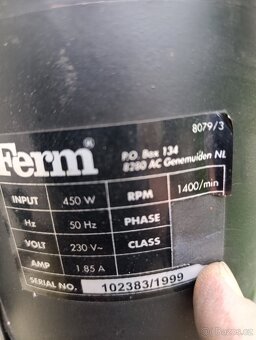 8079/3
Ferm®
P.O. Box 134
8280 AC Genemuiden NL
INPUT 450 W RPM 1400/min
Hz 50 Hz PHASE
VOLT 230 V~ CLASS
AMP 1.85 A
SERIAL NO. 102383/1999